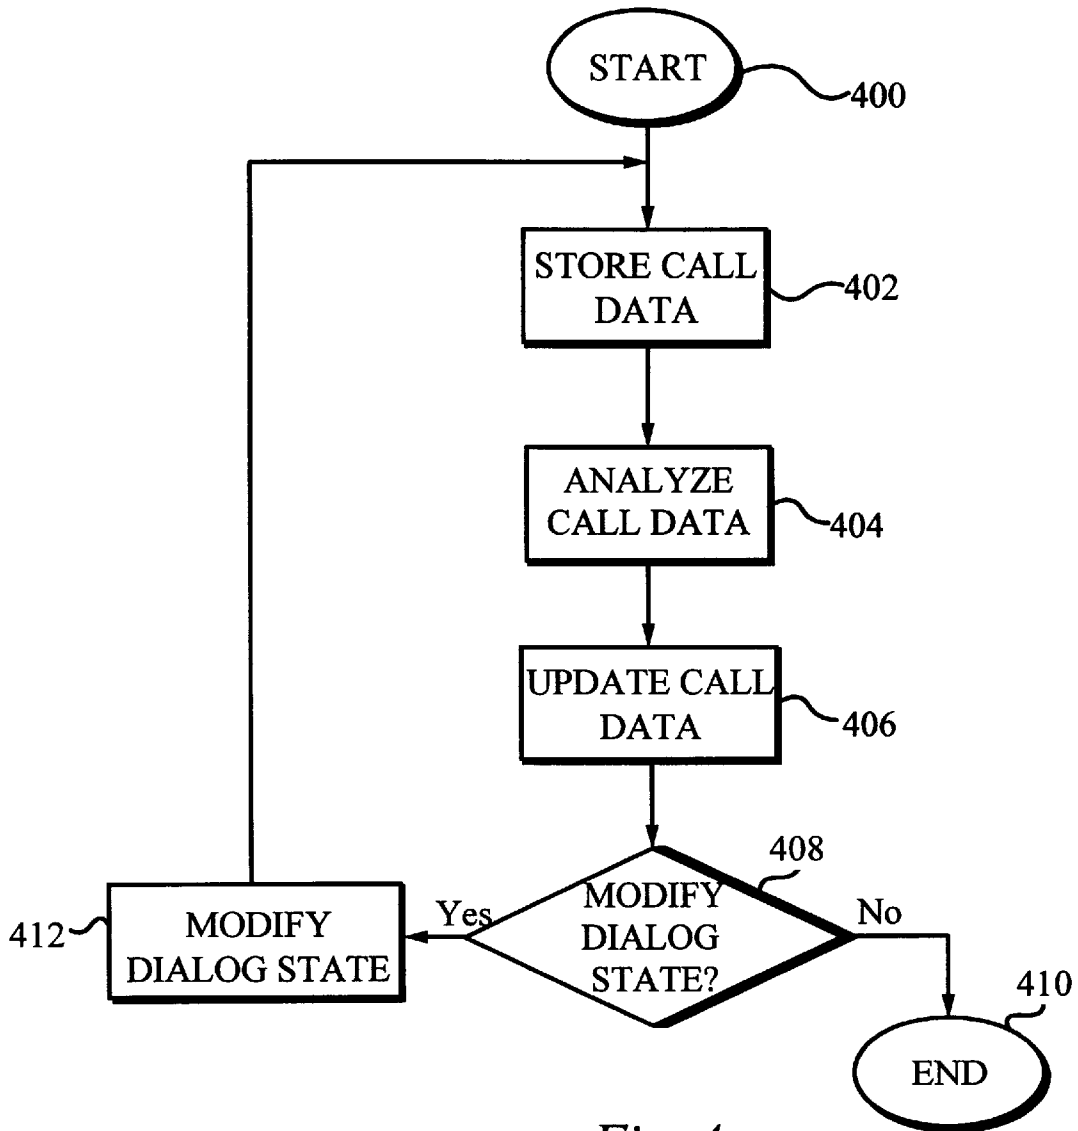 START
400
STORE CALL
DATA
402
ANALYZE
CALL DATA
404
UPDATE CALL
DATA
406
408
MODIFY
DIALOG
STATE?
Yes
No
412
MODIFY
DIALOG STATE
410
END